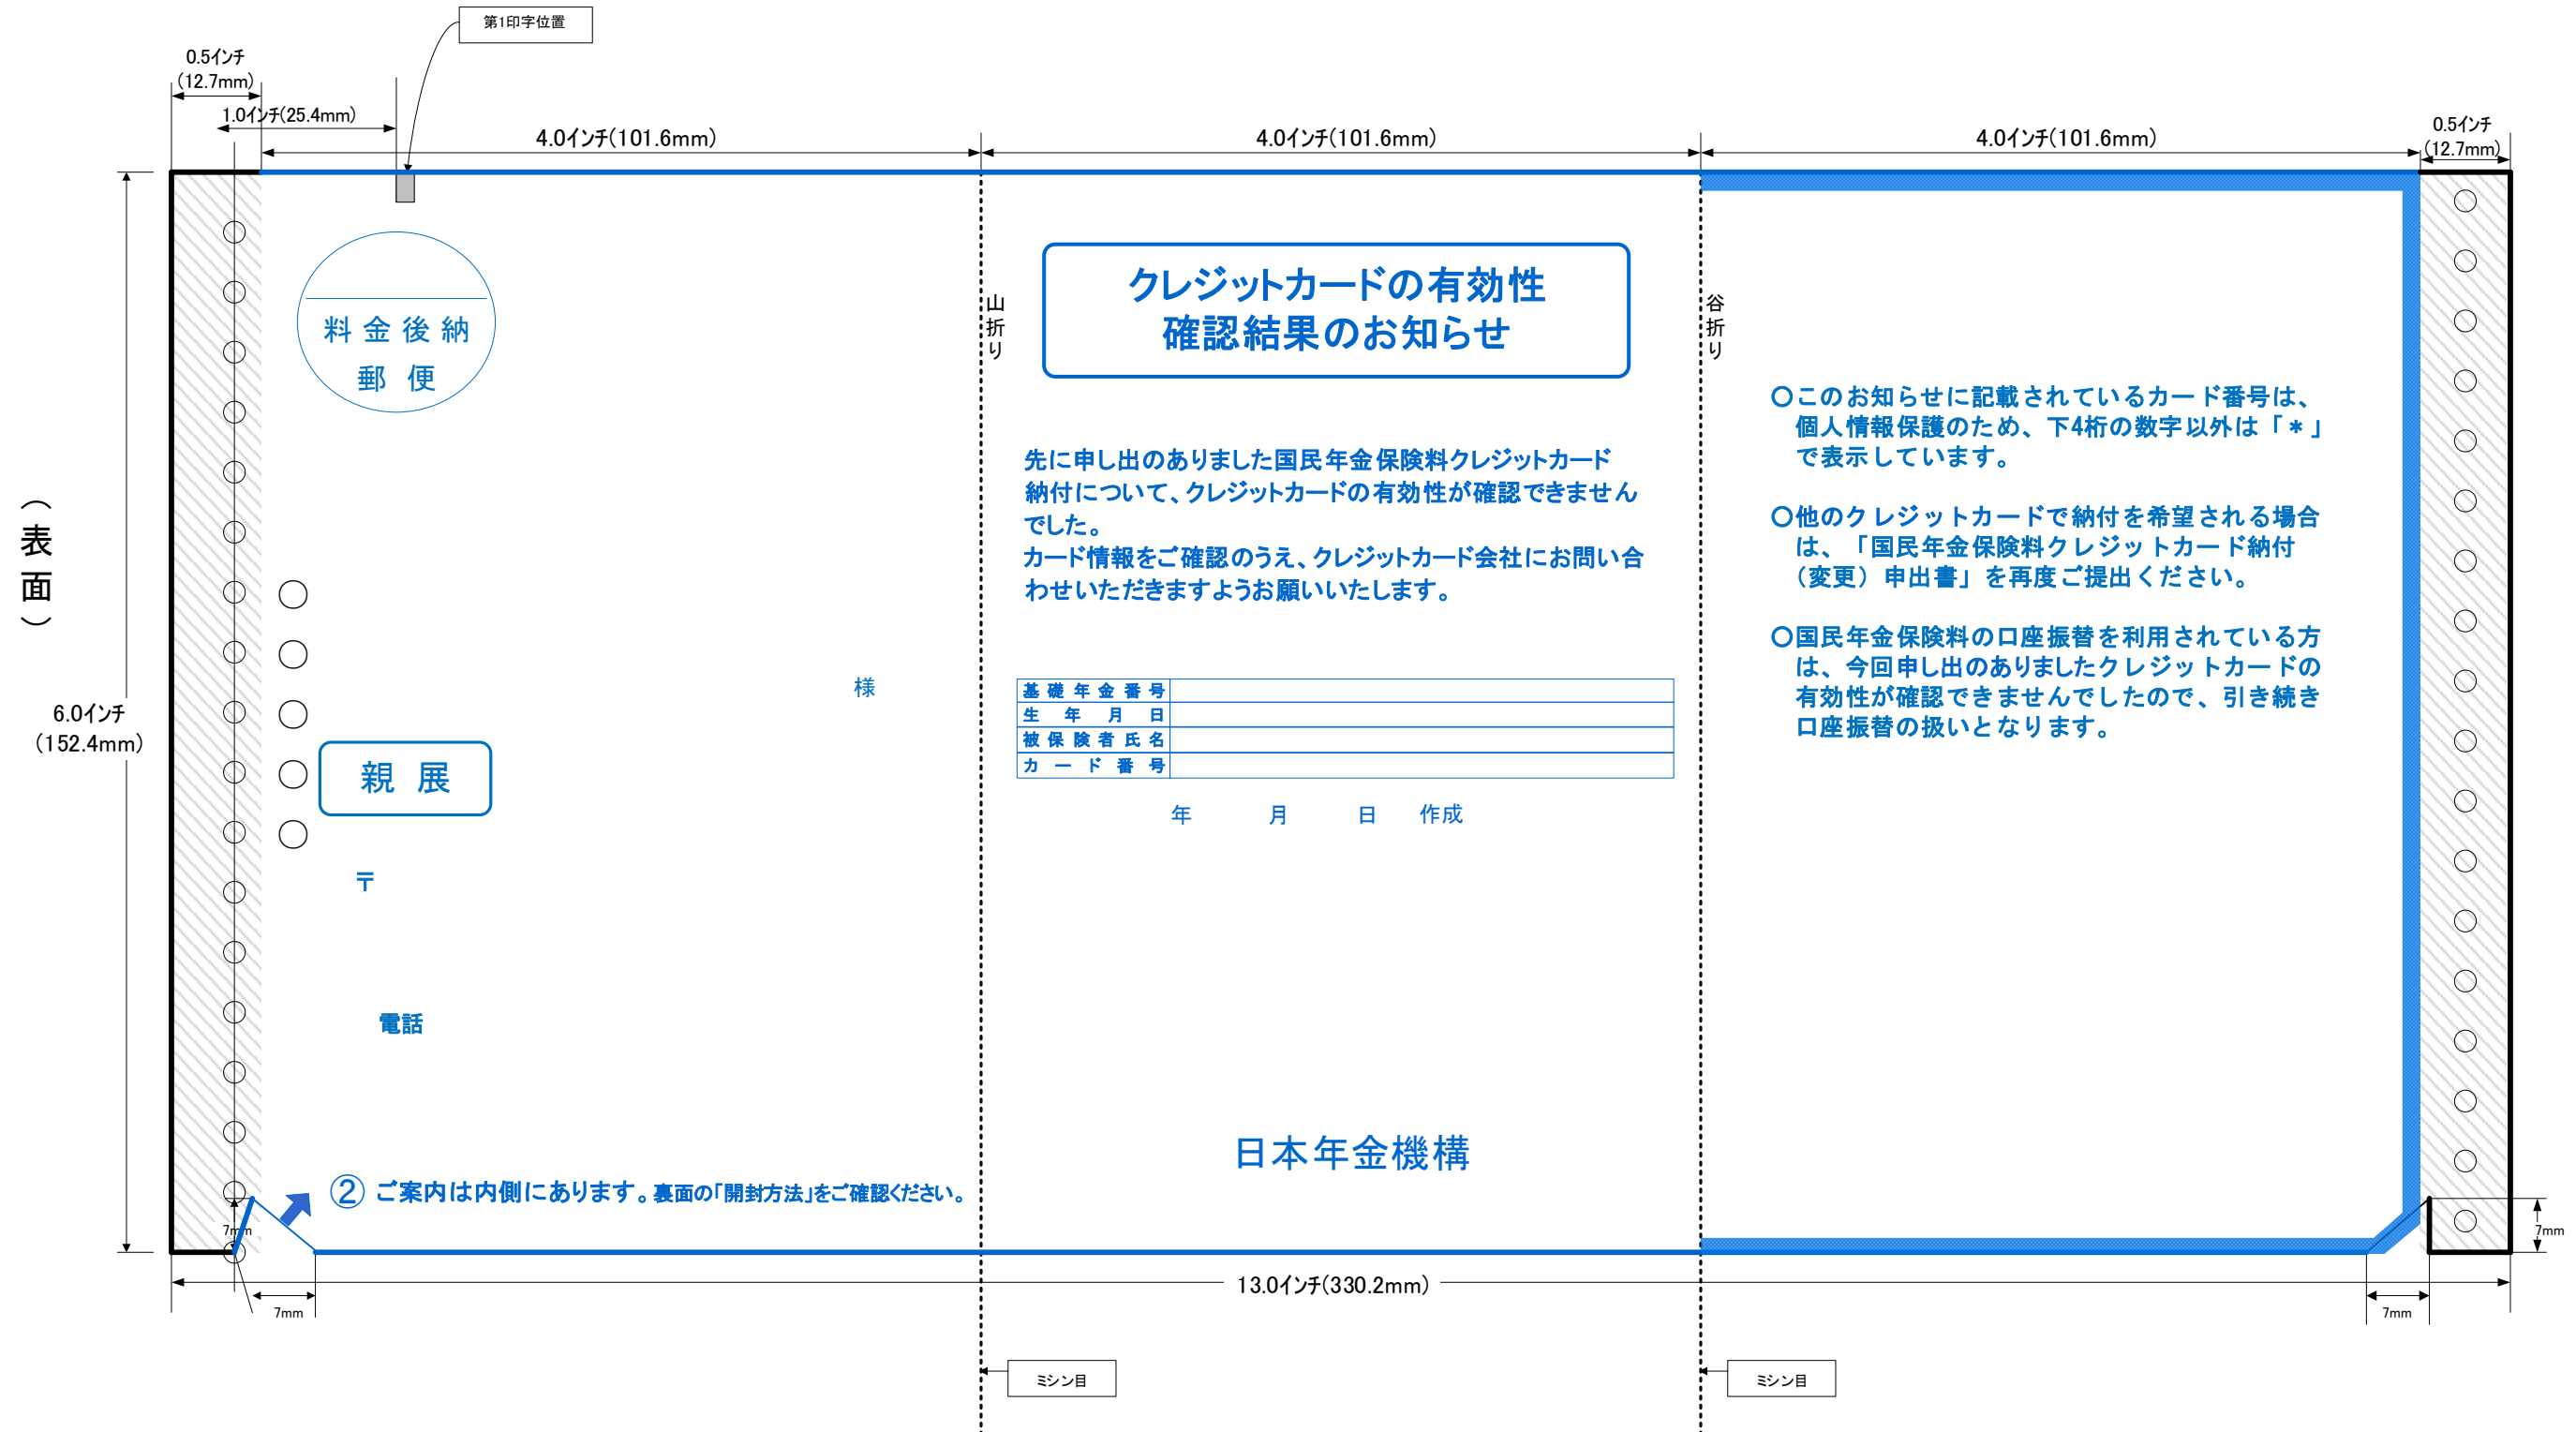 第1印字位置
0.5インチ
(12.7mm)
1.0インチ(25.4mm)
4.0インチ(101.6mm)
4.0インチ(101.6mm)
4.0インチ(101.6mm)
0.5インチ
(12.7mm)
(表面)
6.0インチ
(152.4mm)
料金後納
郵便
様
親展
〒
電話
② ご案内は内側にあります。裏面の「開封方法」をご確認ください。
7mm
7mm
山折り
クレジットカードの有効性
確認結果のお知らせ
先に申し出のありました国民年金保険料クレジットカード
納付について、クレジットカードの有効性が確認できません
でした。
カード情報をご確認のうえ、クレジットカード会社にお問い合
わせいただきますようお願いいたします。
基礎年金番号
生年月日
被保険者氏名
カード番号
年 月 日 作成
日本年金機構
谷折り
○このお知らせに記載されているカード番号は、
個人情報保護のため、下4桁の数字以外は「*」
で表示しています。
○他のクレジットカードで納付を希望される場合
は、「国民年金保険料クレジットカード納付
(変更)申出書」を再度ご提出ください。
○国民年金保険料の口座振替を利用されている方
は、今回申し出のありましたクレジットカードの
有効性が確認できませんでしたので、引き続き
口座振替の扱いとなります。
7mm
7mm
13.0インチ(330.2mm)
ミシン目
ミシン目